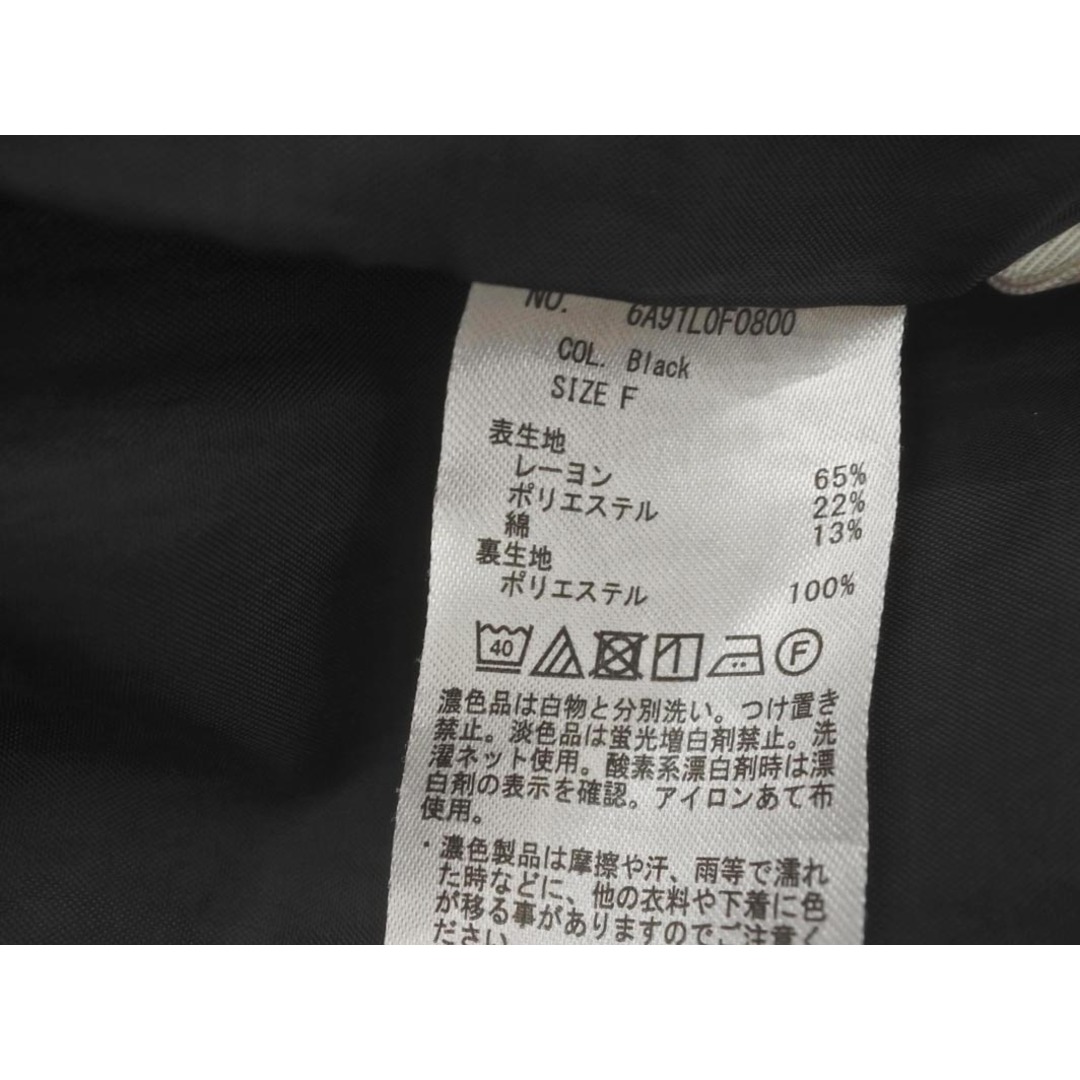 NO. 6A91L0F0800
COL. Black
SIZE F
表生地
レーヨン 65%
ポリエステル 22%
綿 13%
裏生地
ポリエステル 100%
40 F
濃色品は白物と分別洗い。つけ置き
禁止。淡色品は蛍光増白剤禁止。洗
濯ネット使用。酸素系漂白剤時は漂
白剤の表示を確認。アイロンあて布
使用。
・濃色製品は摩擦や汗、雨等で濡れ
た時などに、他の衣料や下着に色
が移る事がありますのでご注意く
ださい